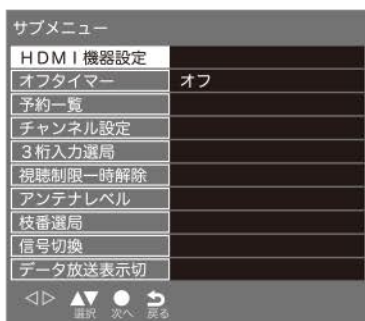 サブメニュー
HDMI機器設定
オフタイマー オフ
予約一覧
チャンネル設定
3桁入力選局
視聴制限一時解除
アンテナレベル
枝番選局
信号切換
データ放送表示切
選択 次へ 戻る